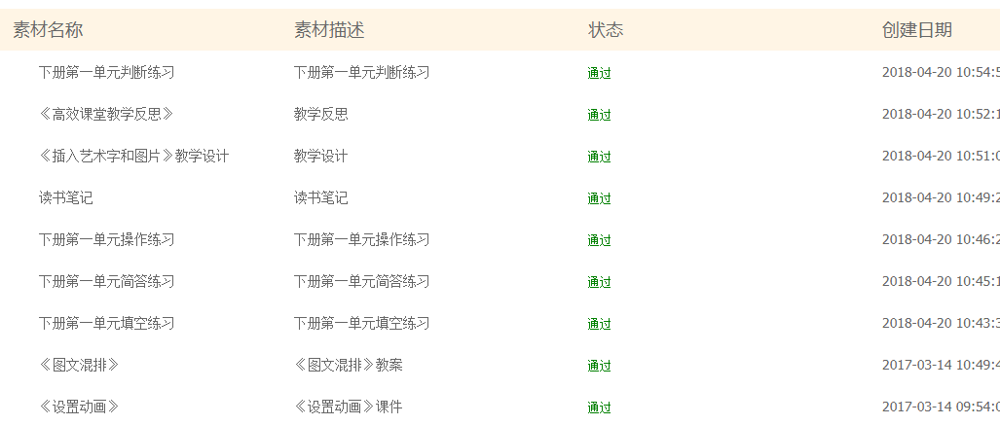 素材名称 素材描述 状态 创建日期
下册第一单元判断练习 下册第一单元判断练习 通过 2018-04-20 10:54:5
《高效课堂教学反思》 教学反思 通过 2018-04-20 10:52:1
《插入艺术字和图片》教学设计 教学设计 通过 2018-04-20 10:51:0
读书笔记 读书笔记 通过 2018-04-20 10:49:2
下册第一单元操作练习 下册第一单元操作练习 通过 2018-04-20 10:46:2
下册第一单元简答练习 下册第一单元简答练习 通过 2018-04-20 10:45:1
下册第一单元填空练习 下册第一单元填空练习 通过 2018-04-20 10:43:3
《图文混排》 《图文混排》教案 通过 2017-03-14 10:49:4
《设置动画》 《设置动画》课件 通过 2017-03-14 09:54:0